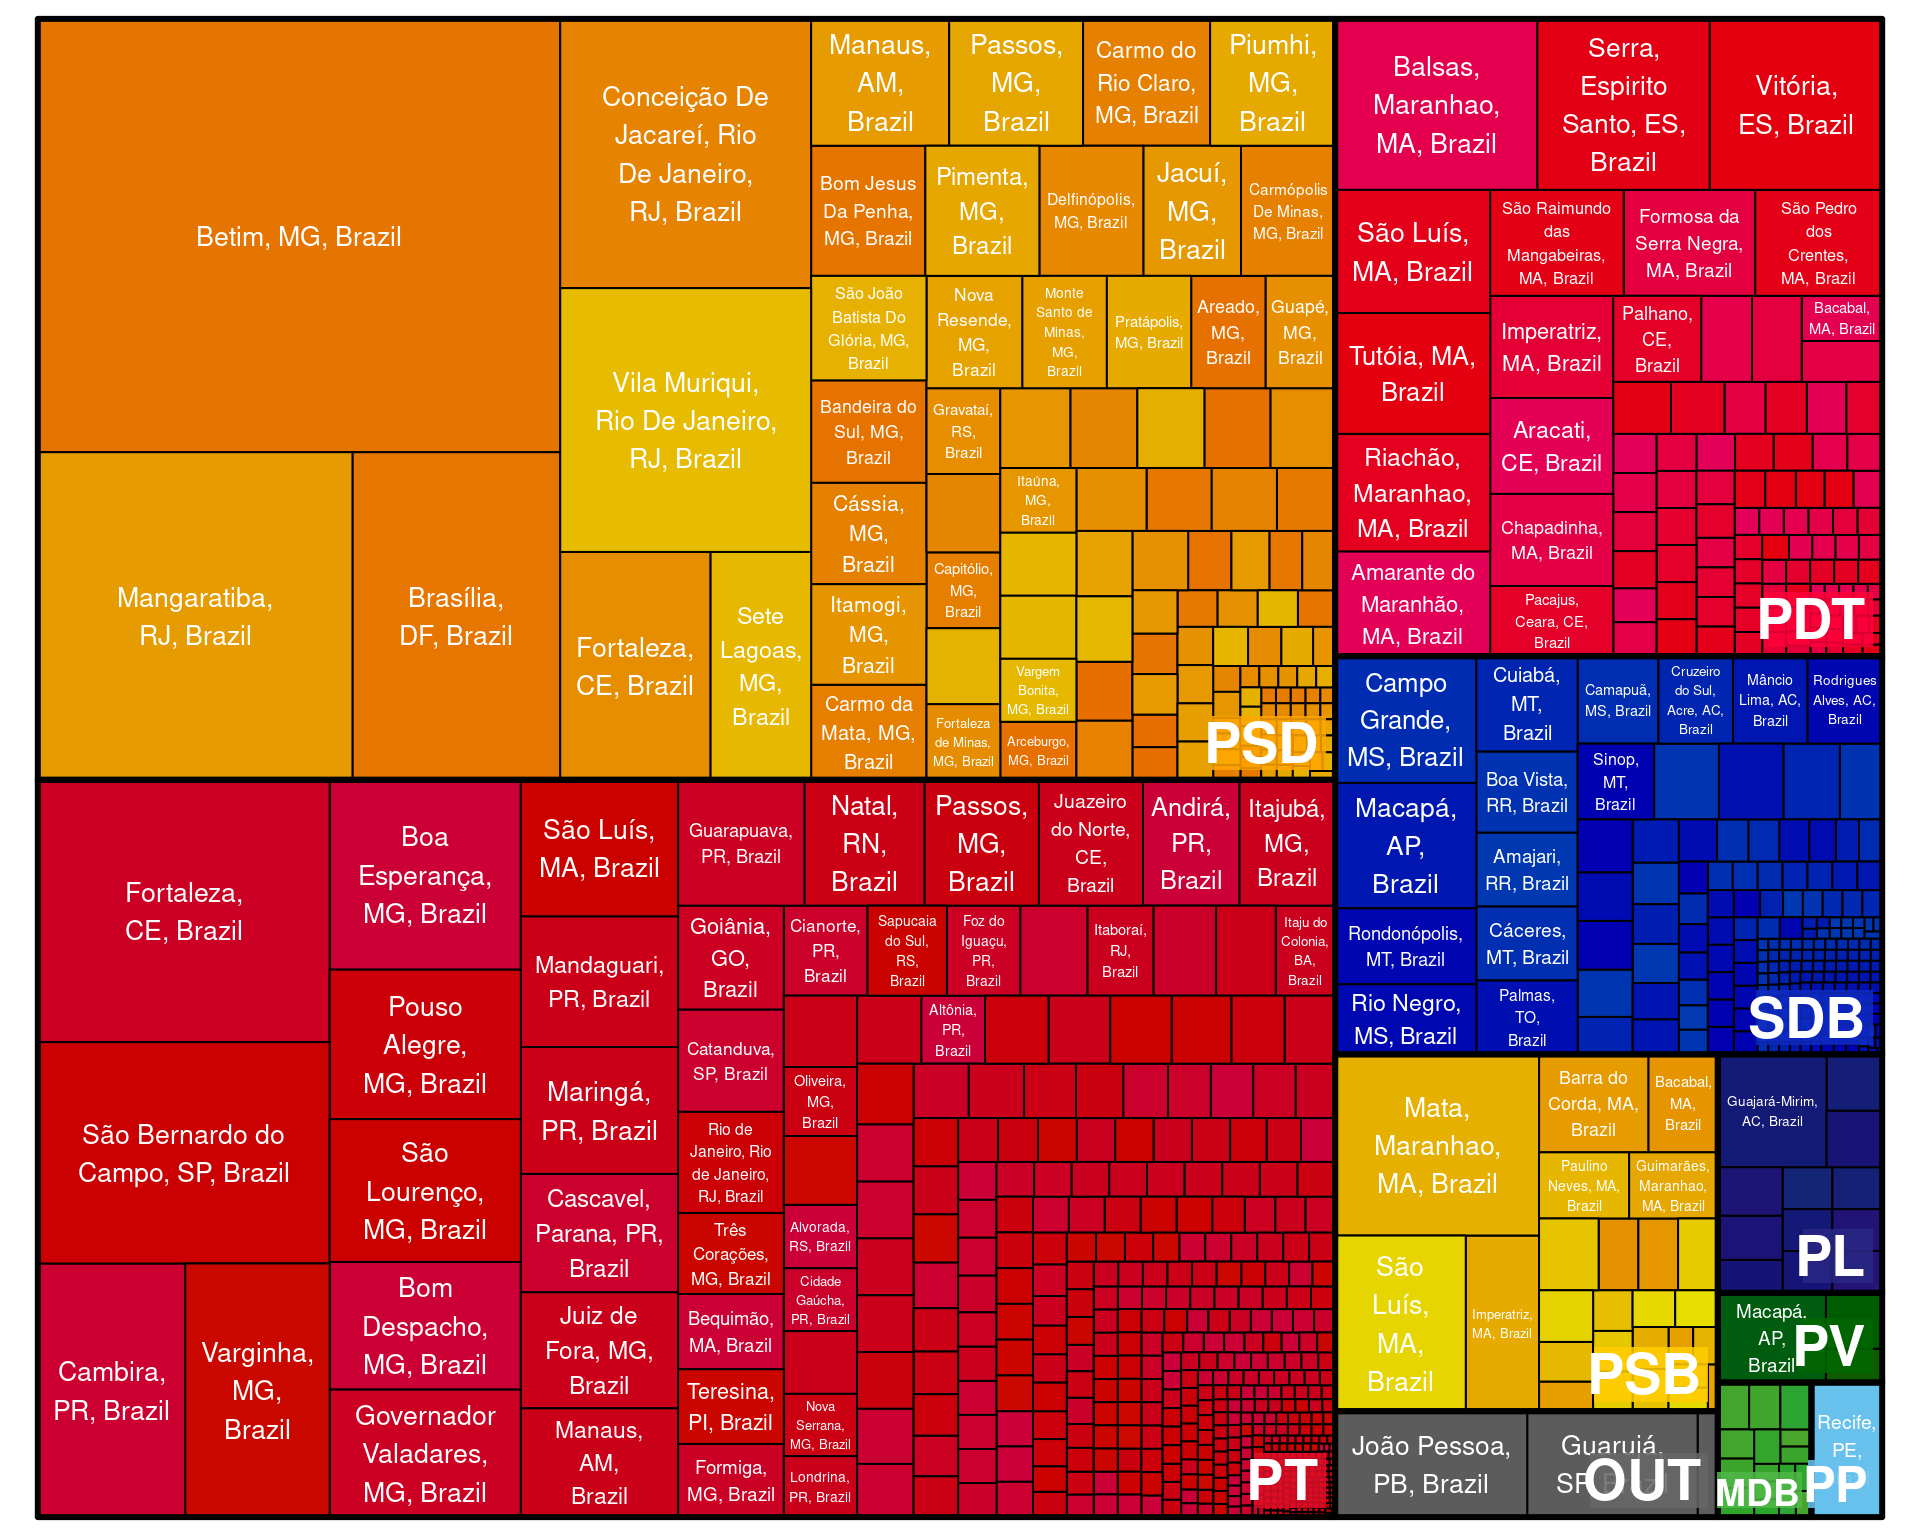 Betim, MG, Brazil
Mangaratiba,
RJ, Brazil
Brasília,
DF, Brazil
Conceição De
Jacareí, Rio
De Janeiro,
RJ, Brazil
Vila Muriqui,
Rio De Janeiro,
RJ, Brazil
Fortaleza,
CE, Brazil
Sete
Lagoas,
MG,
Brazil
Manaus,
AM,
Brazil
Passos,
MG,
Brazil
Carmo do
Rio Claro,
MG, Brazil
Piumhi,
MG,
Brazil
Bom Jesus
Da Penha,
MG, Brazil
Pimenta,
MG,
Brazil
Delfinópolis,
MG, Brazil
Jacuí,
MG,
Brazil
Carmópolis
De Minas,
MG, Brazil
São João
Batista Do
Glória, MG,
Brazil
Nova
Resende,
MG,
Brazil
Monte
Santo de
Minas,
MG,
Brazil
Pratápolis,
MG, Brazil
Areado,
MG,
Brazil
Guapé,
MG,
Brazil
Bandeira do
Sul, MG,
Brazil
Gravataí,
RS,
Brazil
Cássia,
MG,
Brazil
Itaúna,
MG,
Brazil
Capitólio,
MG,
Brazil
Itamogi,
MG,
Brazil
Vargem
Bonita,
MG, Brazil
Carmo da
Mata, MG,
Brazil
Fortaleza
de Minas,
MG, Brazil
Arceburgo,
MG, Brazil
PSD
Balsas,
Maranhao,
MA, Brazil
Serra,
Espirito
Santo, ES,
Brazil
Vitória,
ES, Brazil
São Luís,
MA, Brazil
São Raimundo
das
Mangabeiras,
MA, Brazil
Formosa da
Serra Negra,
MA, Brazil
São Pedro
dos
Crentes,
MA, Brazil
Tutóia, MA,
Brazil
Imperatriz,
MA, Brazil
Palhano,
CE,
Brazil
Bacabal,
MA, Brazil
Riachão,
Maranhao,
MA, Brazil
Aracati,
CE, Brazil
Chapadinha,
MA, Brazil
Amarante do
Maranhão,
MA, Brazil
Pacajus,
Ceara, CE,
Brazil
PDT
Campo
Grande,
MS, Brazil
Cuiabá,
MT,
Brazil
Camapuã,
MS, Brazil
Cruzeiro
do Sul,
Acre, AC,
Brazil
Mâncio
Lima, AC,
Brazil
Rodrigues
Alves, AC,
Brazil
Boa Vista,
RR, Brazil
Sinop,
MT,
Brazil
Macapá,
AP,
Brazil
Amajari,
RR, Brazil
Rondonópolis,
MT, Brazil
Cáceres,
MT, Brazil
Rio Negro,
MS, Brazil
Palmas,
TO,
Brazil
SDB
Fortaleza,
CE, Brazil
São Bernardo do
Campo, SP, Brazil
Cambira,
PR, Brazil
Varginha,
MG,
Brazil
Boa
Esperança,
MG, Brazil
Pouso
Alegre,
MG, Brazil
São
Lourenço,
MG, Brazil
Bom
Despacho,
MG, Brazil
Governador
Valadares,
MG, Brazil
São Luís,
MA, Brazil
Mandaguari,
PR, Brazil
Maringá,
PR, Brazil
Cascavel,
Parana, PR,
Brazil
Juiz de
Fora, MG,
Brazil
Manaus,
AM,
Brazil
Guarapuava,
PR, Brazil
Natal,
RN,
Brazil
Passos,
MG,
Brazil
Juazeiro
do Norte,
CE,
Brazil
Andirá,
PR,
Brazil
Itajubá,
MG,
Brazil
Goiânia,
GO,
Brazil
Cianorte,
PR,
Brazil
Sapucaia
do Sul,
RS,
Brazil
Foz do
Iguaçu,
PR,
Brazil
Itaboraí,
RJ,
Brazil
Itaju do
Colonia,
BA,
Brazil
Catanduva,
SP, Brazil
Altônia,
PR,
Brazil
Oliveira,
MG,
Brazil
Rio de
Janeiro, Rio
de Janeiro,
RJ, Brazil
Três
Corações,
MG, Brazil
Alvorada,
RS, Brazil
Cidade
Gaúcha,
PR, Brazil
Bequimão,
MA, Brazil
Teresina,
PI, Brazil
Nova
Serrana,
MG, Brazil
Formiga,
MG, Brazil
Londrina,
PR, Brazil
PT
Mata,
Maranhao,
MA, Brazil
Barra do
Corda, MA,
Brazil
Bacabal,
MA,
Brazil
Paulino
Neves, MA,
Brazil
Guimarães,
Maranhao,
MA, Brazil
São
Luís,
MA,
Brazil
Imperatriz,
MA, Brazil
PSB
Guajará-Mirim,
AC, Brazil
PL
Macapá,
AP,
Brazil
PV
João Pessoa,
PB, Brazil
Guarujá,
SP, Brazil
OUT
MDB
Recife,
PE,
PP